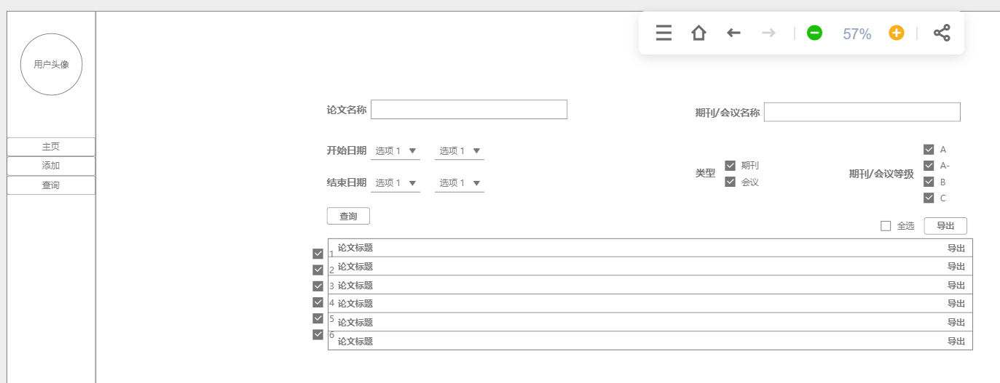 57%
用户头像
主页
添加
查询
论文名称
期刊/会议名称
开始日期 选项 1 选项 1
结束日期 选项 1 选项 1
类型
期刊
会议
期刊/会议等级
A
A-
B
C
查询
全选 导出
1 论文标题 导出
2 论文标题 导出
3 论文标题 导出
4 论文标题 导出
5 论文标题 导出
6 论文标题 导出